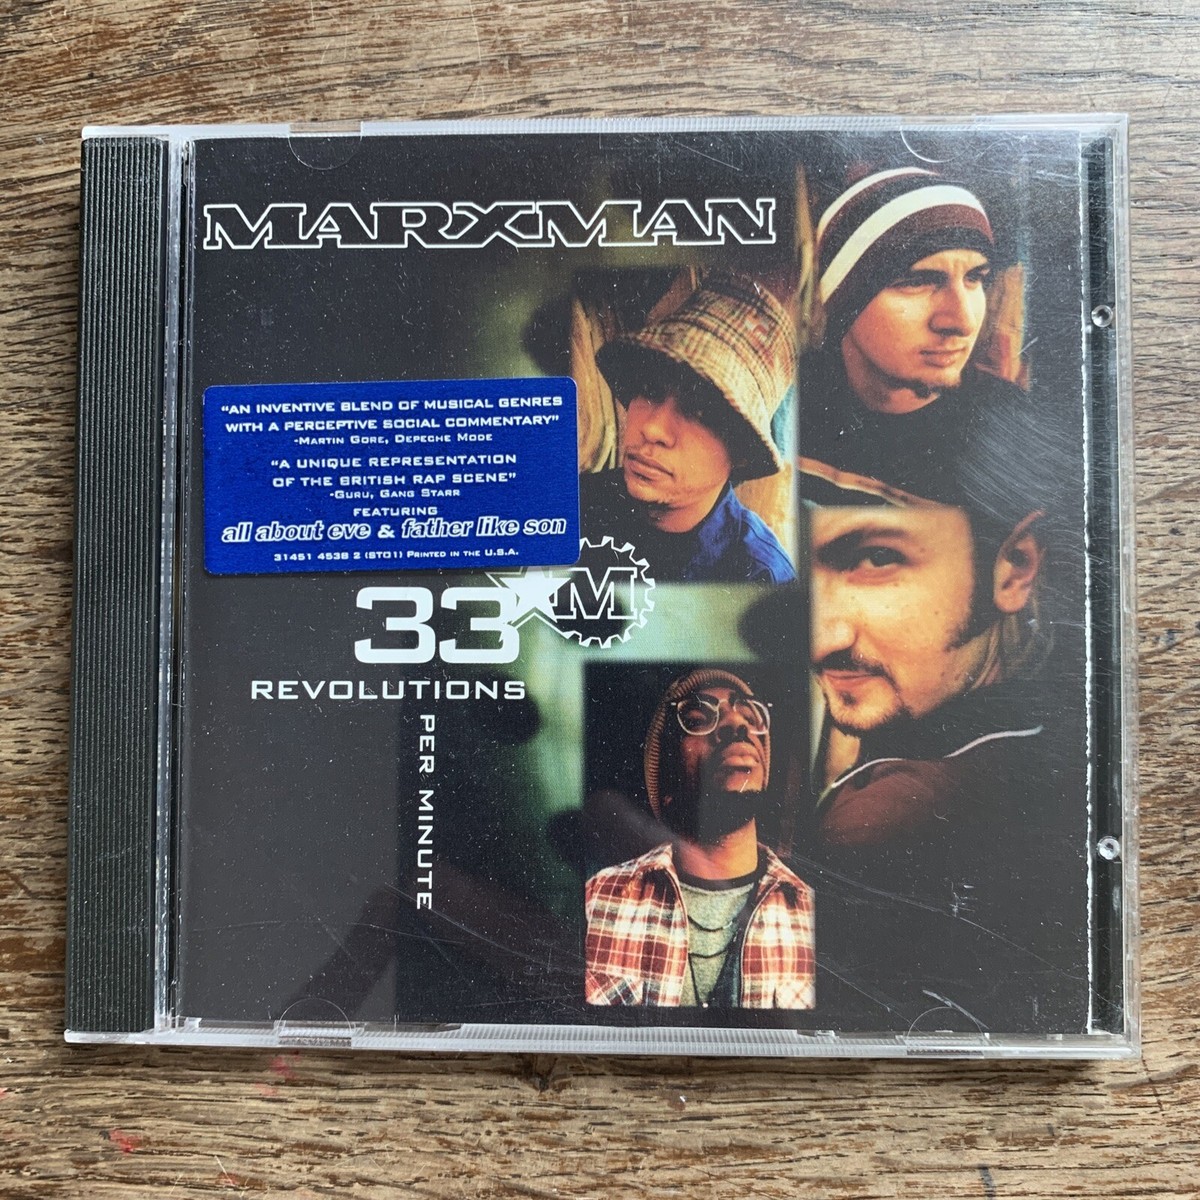 MARXMAN
"AN INVENTIVE BLEND OF MUSICAL GENRES
WITH A PERCEPTIVE SOCIAL COMMENTARY"
-MARTIN GORE, DEPECHE MODE
"A UNIQUE REPRESENTATION
OF THE BRITISH RAP SCENE"
-GURU, GANG STARR
FEATURING
all about eve & father like son
31451 4538 2 (ST01) PRINTED IN THE U.S.A.
M
33
REVOLUTIONS
PER MINUTE